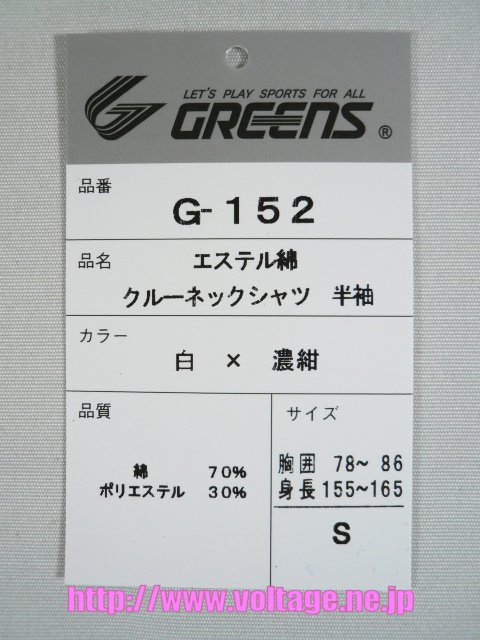 LET'S PLAY SPORTS FOR ALL
GREENS ®
品番
G-152
品名
エステル綿
クルーネックシャツ 半袖
カラー
白 × 濃紺
品質
綿 70%
ポリエステル 30%
サイズ
胸囲 78~ 86
身長155~165
S
http://www.voltage.ne.jp